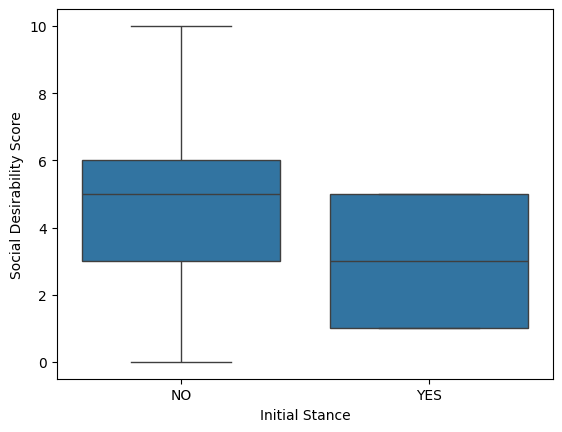 10
8
6
4
2
0
Social Desirability Score
NO
YES
Initial Stance